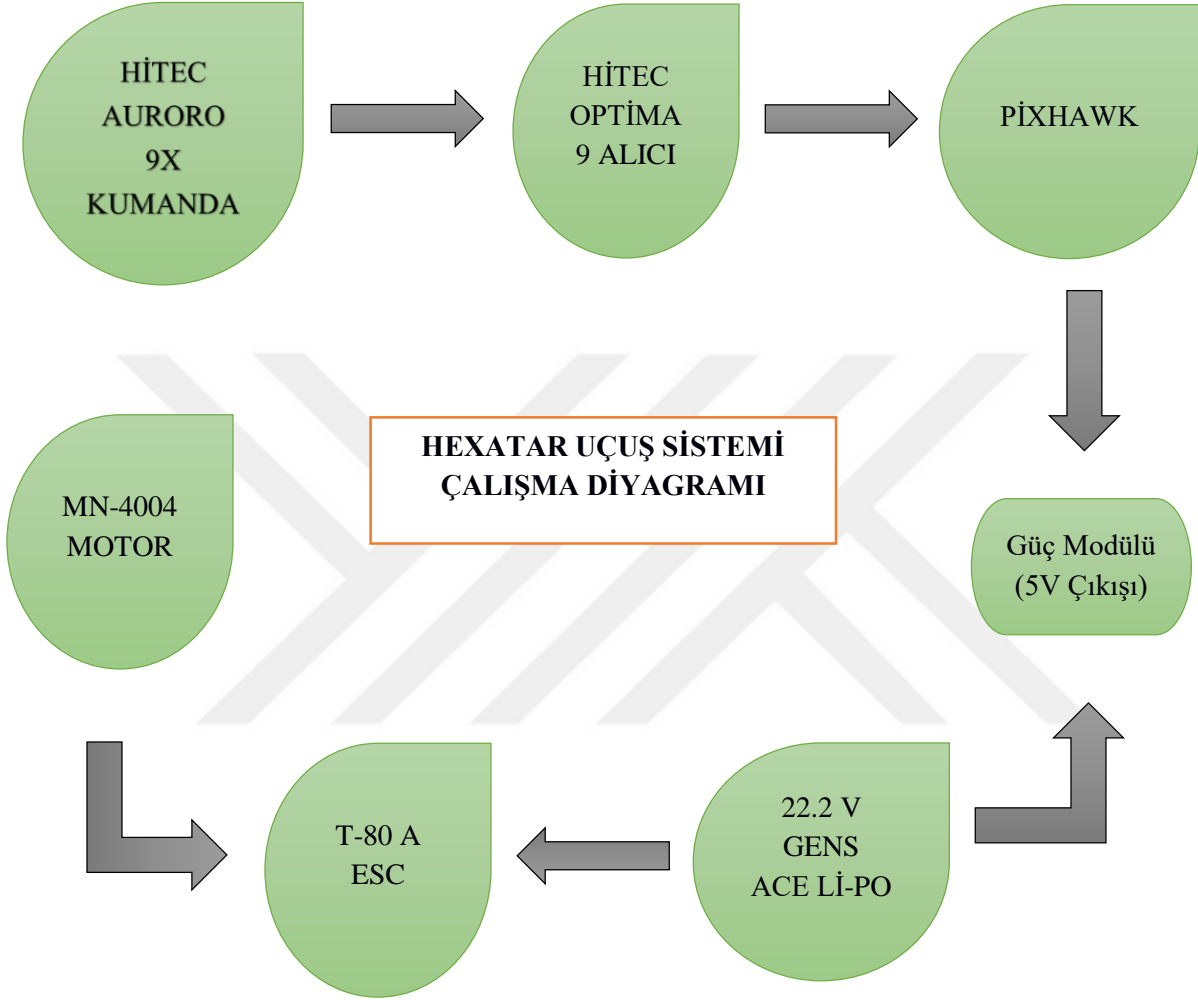 HİTEC
AURORO
9X
KUMANDA
HİTEC
OPTİMA
9 ALICI
PİXHAWK
HEXATAR UÇUŞ SİSTEMİ
ÇALIŞMA DİYAGRAMI
MN-4004
MOTOR
Güç Modülü
(5V Çıkışı)
T-80 A
ESC
22.2 V
GENS
ACE Lİ-PO